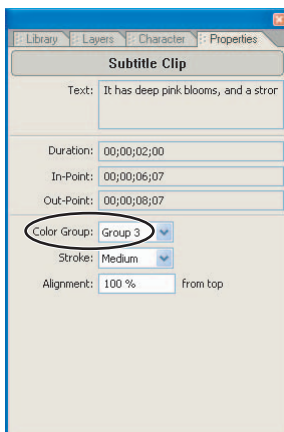 Library Layers Character Properties
Subtitle Clip
Text: It has deep pink blooms, and a stror
Duration: 00;00;02;00
In-Point: 00;00;06;07
Out-Point: 00;00;08;07
Color Group: Group 3
Stroke: Medium
Alignment: 100 % from top